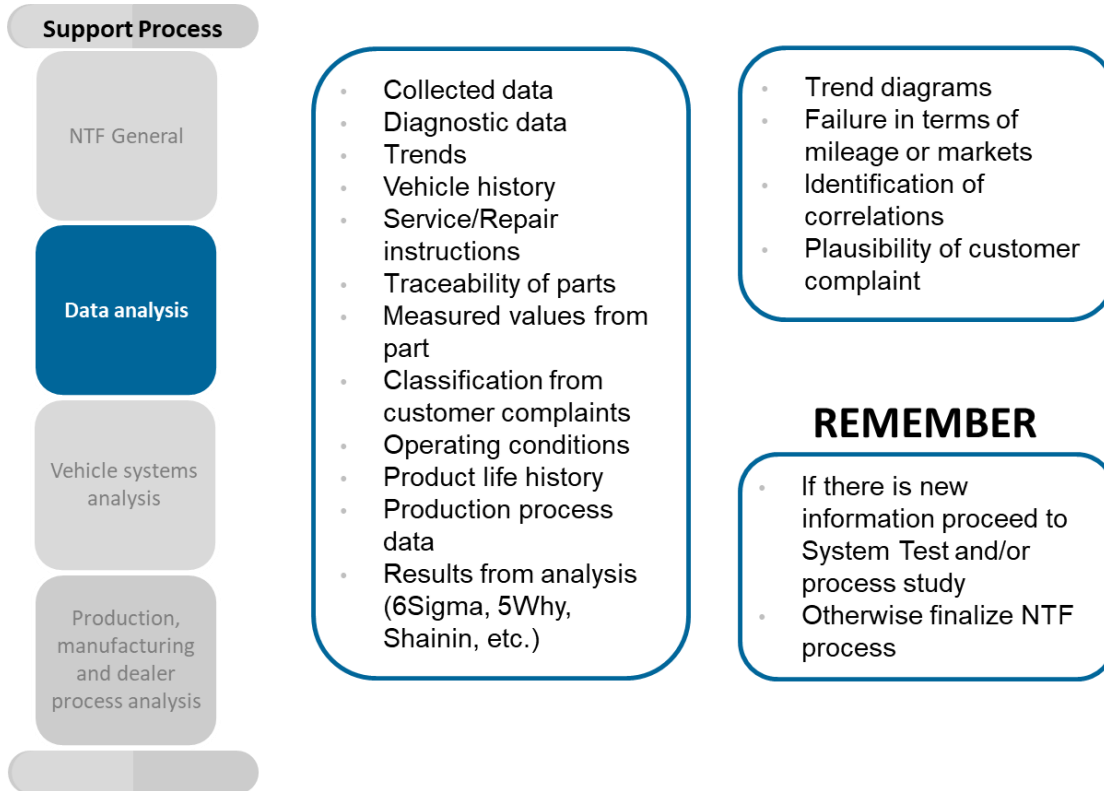 Support Process
NTF General
Data analysis
Vehicle systems
analysis
Production,
manufacturing
and dealer
process analysis
• Collected data
• Diagnostic data
• Trends
• Vehicle history
• Service/Repair
instructions
• Traceability of parts
• Measured values from
part
• Classification from
customer complaints
• Operating conditions
• Product life history
• Production process
data
• Results from analysis
(6Sigma, 5Why,
Shainin, etc.)
• Trend diagrams
• Failure in terms of
mileage or markets
• Identification of
correlations
• Plausibility of customer
complaint
REMEMBER
• If there is new
information proceed to
System Test and/or
process study
• Otherwise finalize NTF
process